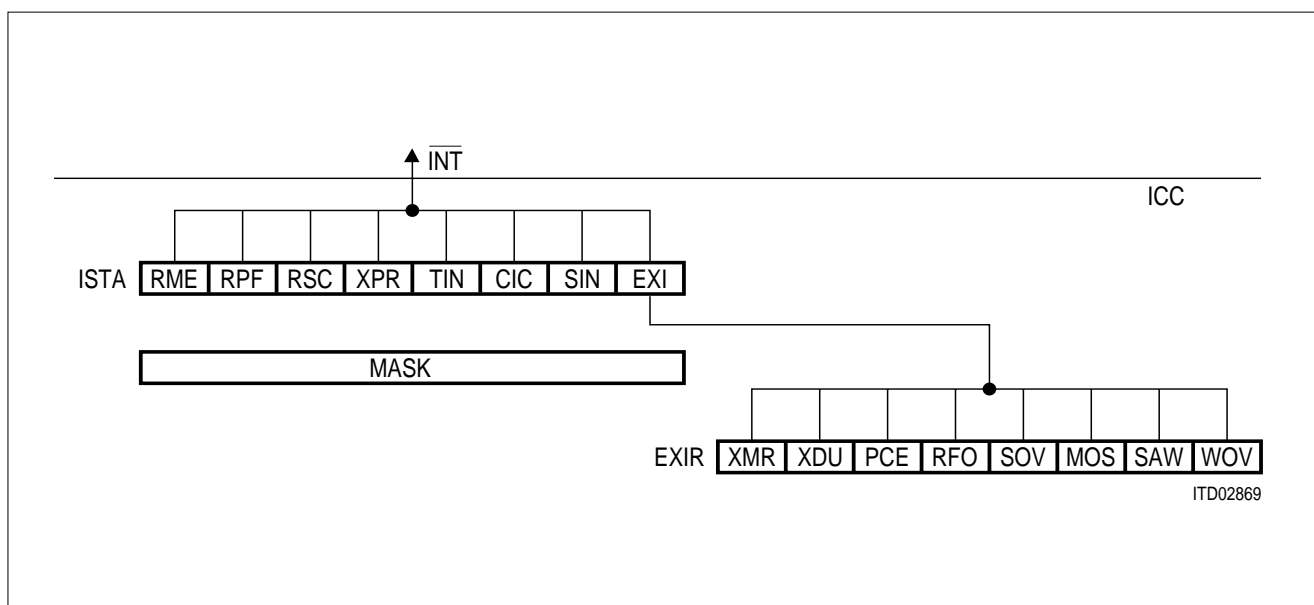 INT
ICC
ISTA RME RPF RSC XPR TIN CIC SIN EXI
MASK
EXIR XMR XDU PCE RFO SOV MOS SAW WOV
ITD02869